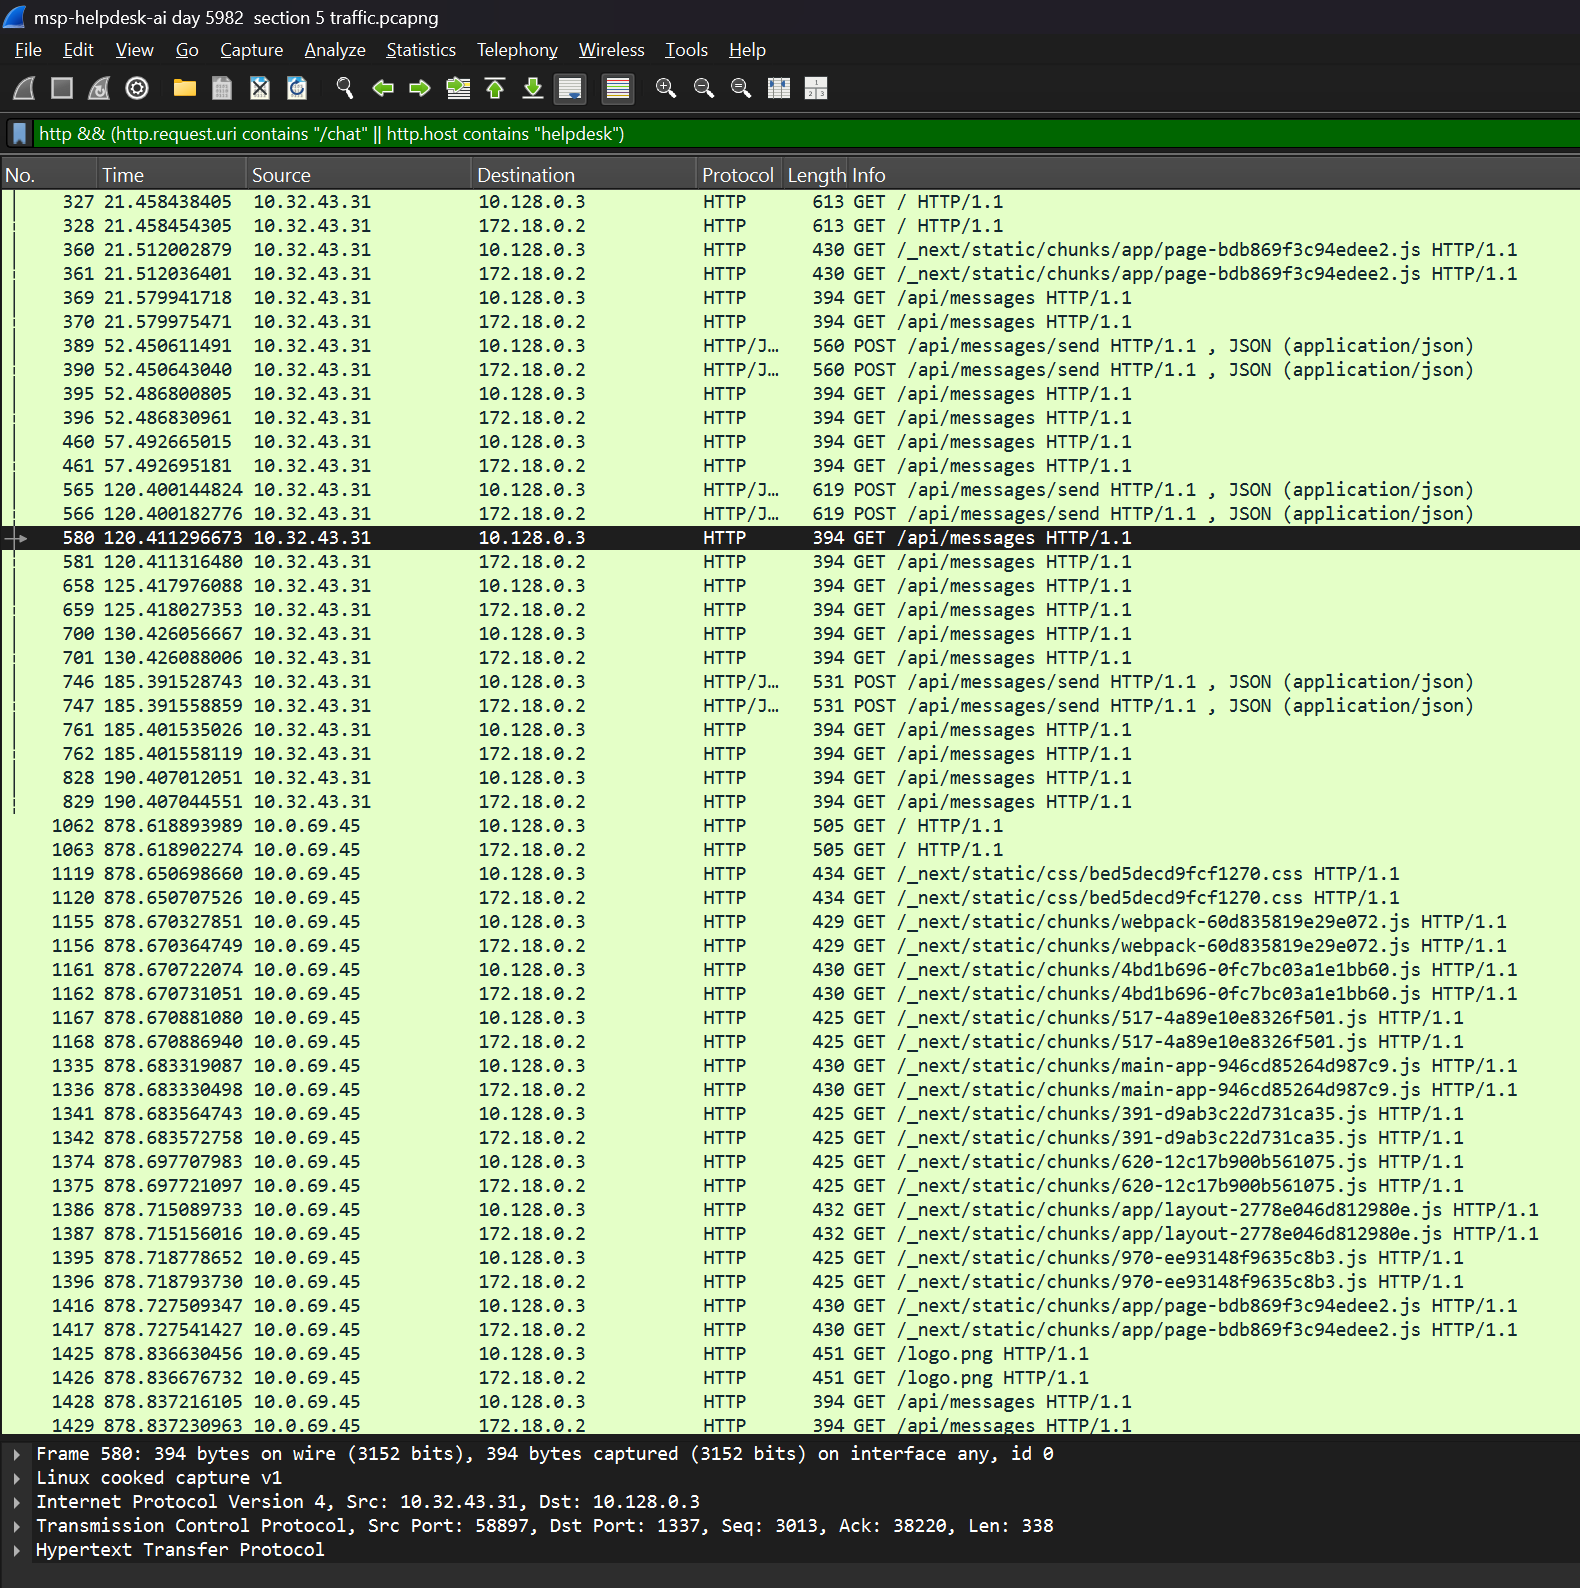 msp-helpdesk-ai day 5982  section 5 traffic.pcapng
File Edit View Go Capture Analyze Statistics Telephony Wireless Tools Help
http && (http.request.uri contains "/chat" || http.host contains "helpdesk")
No. Time Source Destination Protocol Length Info
327 21.458438405 10.32.43.31 10.128.0.3 HTTP 613 GET / HTTP/1.1
328 21.458454305 10.32.43.31 172.18.0.2 HTTP 613 GET / HTTP/1.1
360 21.512002879 10.32.43.31 10.128.0.3 HTTP 430 GET /_next/static/chunks/app/page-bdb869f3c94edee2.js HTTP/1.1
361 21.512036401 10.32.43.31 172.18.0.2 HTTP 430 GET /_next/static/chunks/app/page-bdb869f3c94edee2.js HTTP/1.1
369 21.579941718 10.32.43.31 10.128.0.3 HTTP 394 GET /api/messages HTTP/1.1
370 21.579975471 10.32.43.31 172.18.0.2 HTTP 394 GET /api/messages HTTP/1.1
389 52.450611491 10.32.43.31 10.128.0.3 HTTP/J… 560 POST /api/messages/send HTTP/1.1 , JSON (application/json)
390 52.450643040 10.32.43.31 172.18.0.2 HTTP/J… 560 POST /api/messages/send HTTP/1.1 , JSON (application/json)
395 52.486800805 10.32.43.31 10.128.0.3 HTTP 394 GET /api/messages HTTP/1.1
396 52.486830961 10.32.43.31 172.18.0.2 HTTP 394 GET /api/messages HTTP/1.1
460 57.492665015 10.32.43.31 10.128.0.3 HTTP 394 GET /api/messages HTTP/1.1
461 57.492695181 10.32.43.31 172.18.0.2 HTTP 394 GET /api/messages HTTP/1.1
565 120.400144824 10.32.43.31 10.128.0.3 HTTP/J… 619 POST /api/messages/send HTTP/1.1 , JSON (application/json)
566 120.400182776 10.32.43.31 172.18.0.2 HTTP/J… 619 POST /api/messages/send HTTP/1.1 , JSON (application/json)
580 120.411296673 10.32.43.31 10.128.0.3 HTTP 394 GET /api/messages HTTP/1.1
581 120.411316480 10.32.43.31 172.18.0.2 HTTP 394 GET /api/messages HTTP/1.1
658 125.417976088 10.32.43.31 10.128.0.3 HTTP 394 GET /api/messages HTTP/1.1
659 125.418027353 10.32.43.31 172.18.0.2 HTTP 394 GET /api/messages HTTP/1.1
700 130.426056667 10.32.43.31 10.128.0.3 HTTP 394 GET /api/messages HTTP/1.1
701 130.426088006 10.32.43.31 172.18.0.2 HTTP 394 GET /api/messages HTTP/1.1
746 185.391528743 10.32.43.31 10.128.0.3 HTTP/J… 531 POST /api/messages/send HTTP/1.1 , JSON (application/json)
747 185.391558859 10.32.43.31 172.18.0.2 HTTP/J… 531 POST /api/messages/send HTTP/1.1 , JSON (application/json)
761 185.401535026 10.32.43.31 10.128.0.3 HTTP 394 GET /api/messages HTTP/1.1
762 185.401558119 10.32.43.31 172.18.0.2 HTTP 394 GET /api/messages HTTP/1.1
828 190.407012051 10.32.43.31 10.128.0.3 HTTP 394 GET /api/messages HTTP/1.1
829 190.407044551 10.32.43.31 172.18.0.2 HTTP 394 GET /api/messages HTTP/1.1
1062 878.618893989 10.0.69.45 10.128.0.3 HTTP 505 GET / HTTP/1.1
1063 878.618902274 10.0.69.45 172.18.0.2 HTTP 505 GET / HTTP/1.1
1119 878.650698660 10.0.69.45 10.128.0.3 HTTP 434 GET /_next/static/css/bed5decd9fcf1270.css HTTP/1.1
1120 878.650707526 10.0.69.45 172.18.0.2 HTTP 434 GET /_next/static/css/bed5decd9fcf1270.css HTTP/1.1
1155 878.670327851 10.0.69.45 10.128.0.3 HTTP 429 GET /_next/static/chunks/webpack-60d835819e29e072.js HTTP/1.1
1156 878.670364749 10.0.69.45 172.18.0.2 HTTP 429 GET /_next/static/chunks/webpack-60d835819e29e072.js HTTP/1.1
1161 878.670722074 10.0.69.45 10.128.0.3 HTTP 430 GET /_next/static/chunks/4bd1b696-0fc7bc03a1e1bb60.js HTTP/1.1
1162 878.670731051 10.0.69.45 172.18.0.2 HTTP 430 GET /_next/static/chunks/4bd1b696-0fc7bc03a1e1bb60.js HTTP/1.1
1167 878.670881080 10.0.69.45 10.128.0.3 HTTP 425 GET /_next/static/chunks/517-4a89e10e8326f501.js HTTP/1.1
1168 878.670886940 10.0.69.45 172.18.0.2 HTTP 425 GET /_next/static/chunks/517-4a89e10e8326f501.js HTTP/1.1
1335 878.683319087 10.0.69.45 10.128.0.3 HTTP 430 GET /_next/static/chunks/main-app-946cd85264d987c9.js HTTP/1.1
1336 878.683330498 10.0.69.45 172.18.0.2 HTTP 430 GET /_next/static/chunks/main-app-946cd85264d987c9.js HTTP/1.1
1341 878.683564743 10.0.69.45 10.128.0.3 HTTP 425 GET /_next/static/chunks/391-d9ab3c22d731ca35.js HTTP/1.1
1342 878.683572758 10.0.69.45 172.18.0.2 HTTP 425 GET /_next/static/chunks/391-d9ab3c22d731ca35.js HTTP/1.1
1374 878.697707983 10.0.69.45 10.128.0.3 HTTP 425 GET /_next/static/chunks/620-12c17b900b561075.js HTTP/1.1
1375 878.697721097 10.0.69.45 172.18.0.2 HTTP 425 GET /_next/static/chunks/620-12c17b900b561075.js HTTP/1.1
1386 878.715089733 10.0.69.45 10.128.0.3 HTTP 432 GET /_next/static/chunks/app/layout-2778e046d812980e.js HTTP/1.1
1387 878.715156016 10.0.69.45 172.18.0.2 HTTP 432 GET /_next/static/chunks/app/layout-2778e046d812980e.js HTTP/1.1
1395 878.718778652 10.0.69.45 10.128.0.3 HTTP 425 GET /_next/static/chunks/970-ee93148f9635c8b3.js HTTP/1.1
1396 878.718793730 10.0.69.45 172.18.0.2 HTTP 425 GET /_next/static/chunks/970-ee93148f9635c8b3.js HTTP/1.1
1416 878.727509347 10.0.69.45 10.128.0.3 HTTP 430 GET /_next/static/chunks/app/page-bdb869f3c94edee2.js HTTP/1.1
1417 878.727541427 10.0.69.45 172.18.0.2 HTTP 430 GET /_next/static/chunks/app/page-bdb869f3c94edee2.js HTTP/1.1
1425 878.836630456 10.0.69.45 10.128.0.3 HTTP 451 GET /logo.png HTTP/1.1
1426 878.836676732 10.0.69.45 172.18.0.2 HTTP 451 GET /logo.png HTTP/1.1
1428 878.837216105 10.0.69.45 10.128.0.3 HTTP 394 GET /api/messages HTTP/1.1
1429 878.837230963 10.0.69.45 172.18.0.2 HTTP 394 GET /api/messages HTTP/1.1
Frame 580: 394 bytes on wire (3152 bits), 394 bytes captured (3152 bits) on interface any, id 0
Linux cooked capture v1
Internet Protocol Version 4, Src: 10.32.43.31, Dst: 10.128.0.3
Transmission Control Protocol, Src Port: 58897, Dst Port: 1337, Seq: 3013, Ack: 38220, Len: 338
Hypertext Transfer Protocol